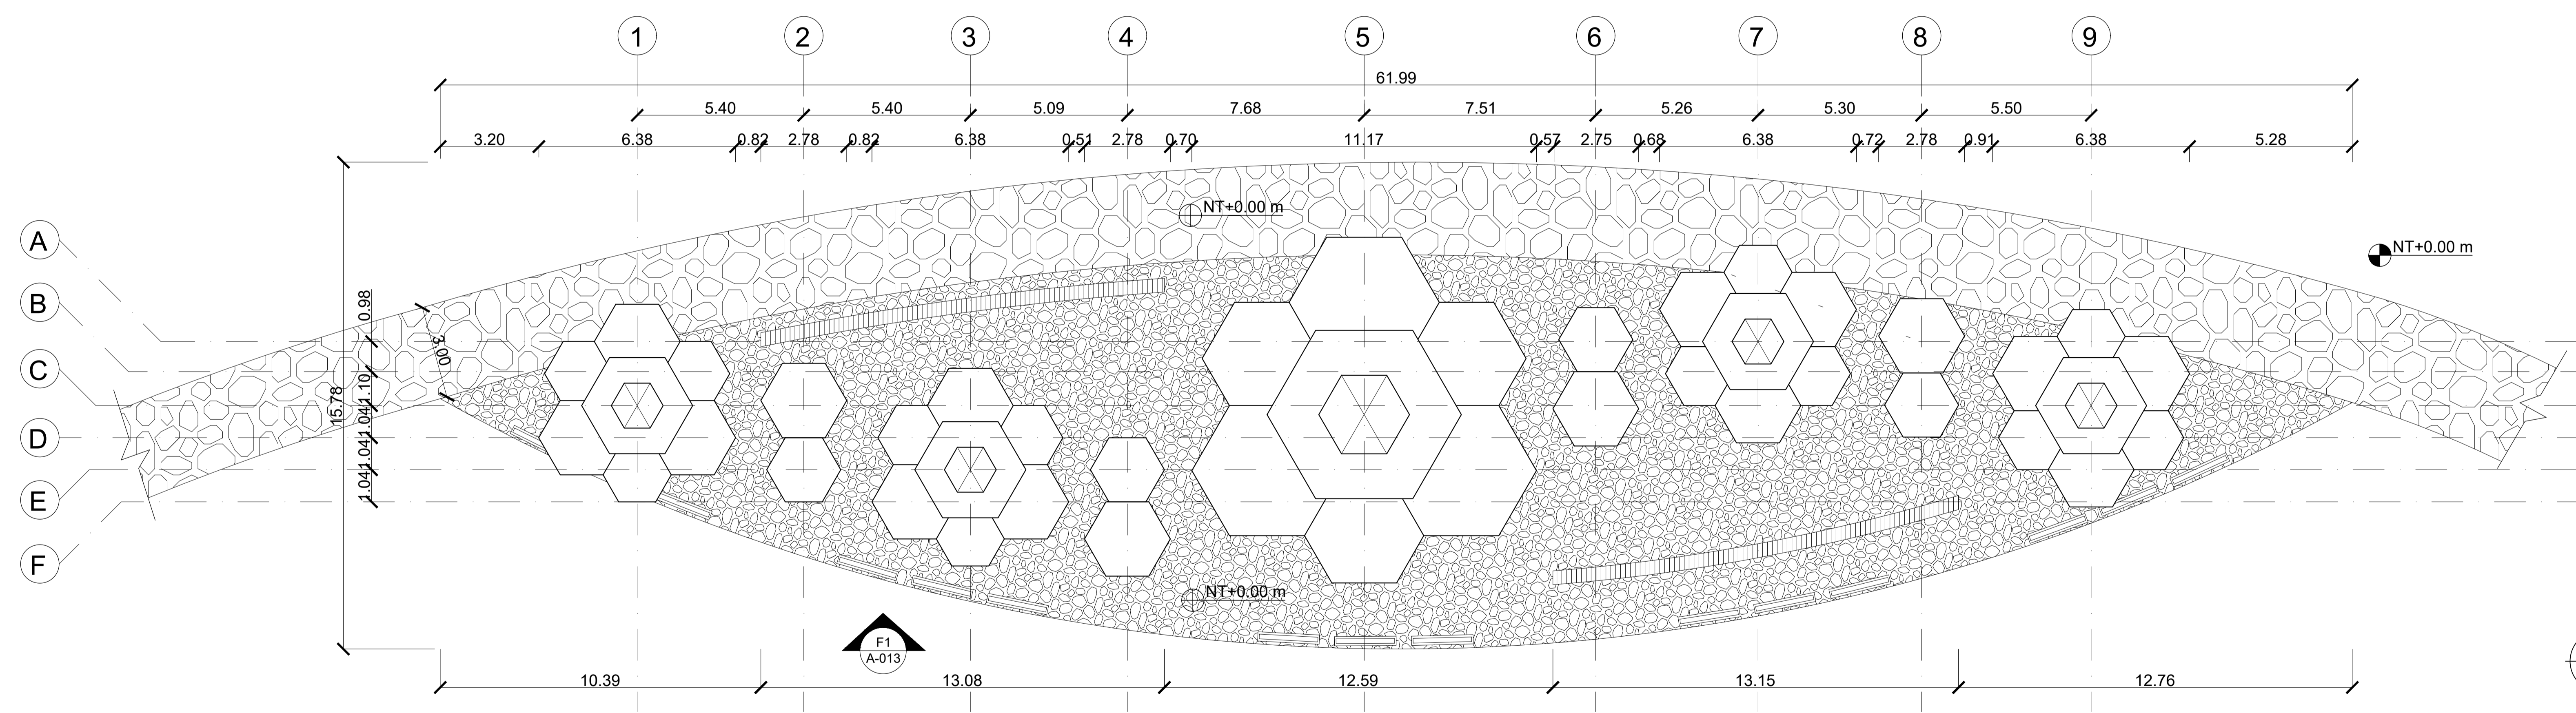 1 2 3 4 5 6 7 8 9
61.99
5.40 5.40 5.09 7.68 7.51 5.26 5.30 5.50
3.20 6.38 0.82 2.78 0.82 6.38 0.51 2.78 0.70 11.17 0.57 2.75 0.68 6.38 0.72 2.78 0.91 6.38 5.28
NT+0.00 m
A
NT+0.00 m
B
0.98
3.00
C
1.10
15.78
1.04
D
1.04
1.04
E
F
NT+0.00 m
F1
A-013
10.39 13.08 12.59 13.15 12.76